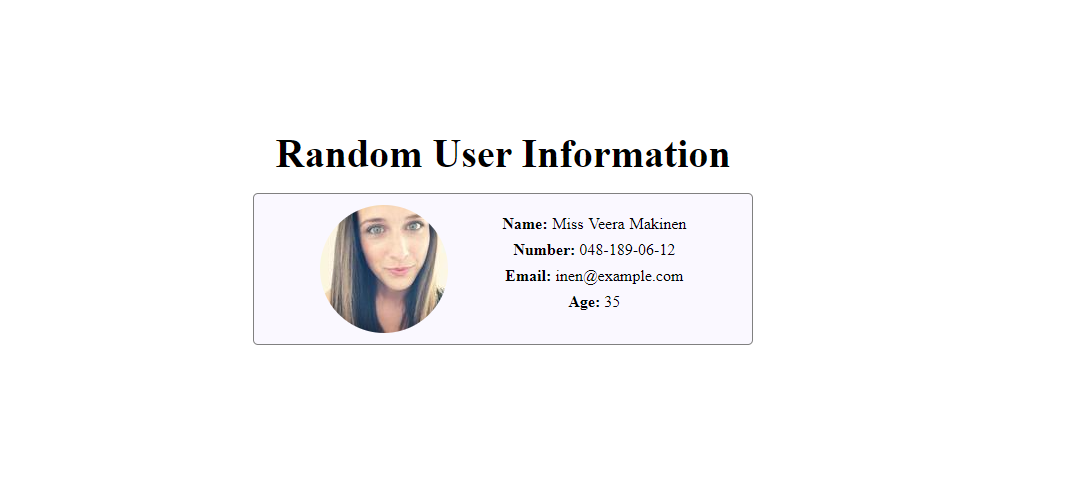 Random User Information
Name: Miss Veera Makinen
Number: 048-189-06-12
Email: inen@example.com
Age: 35